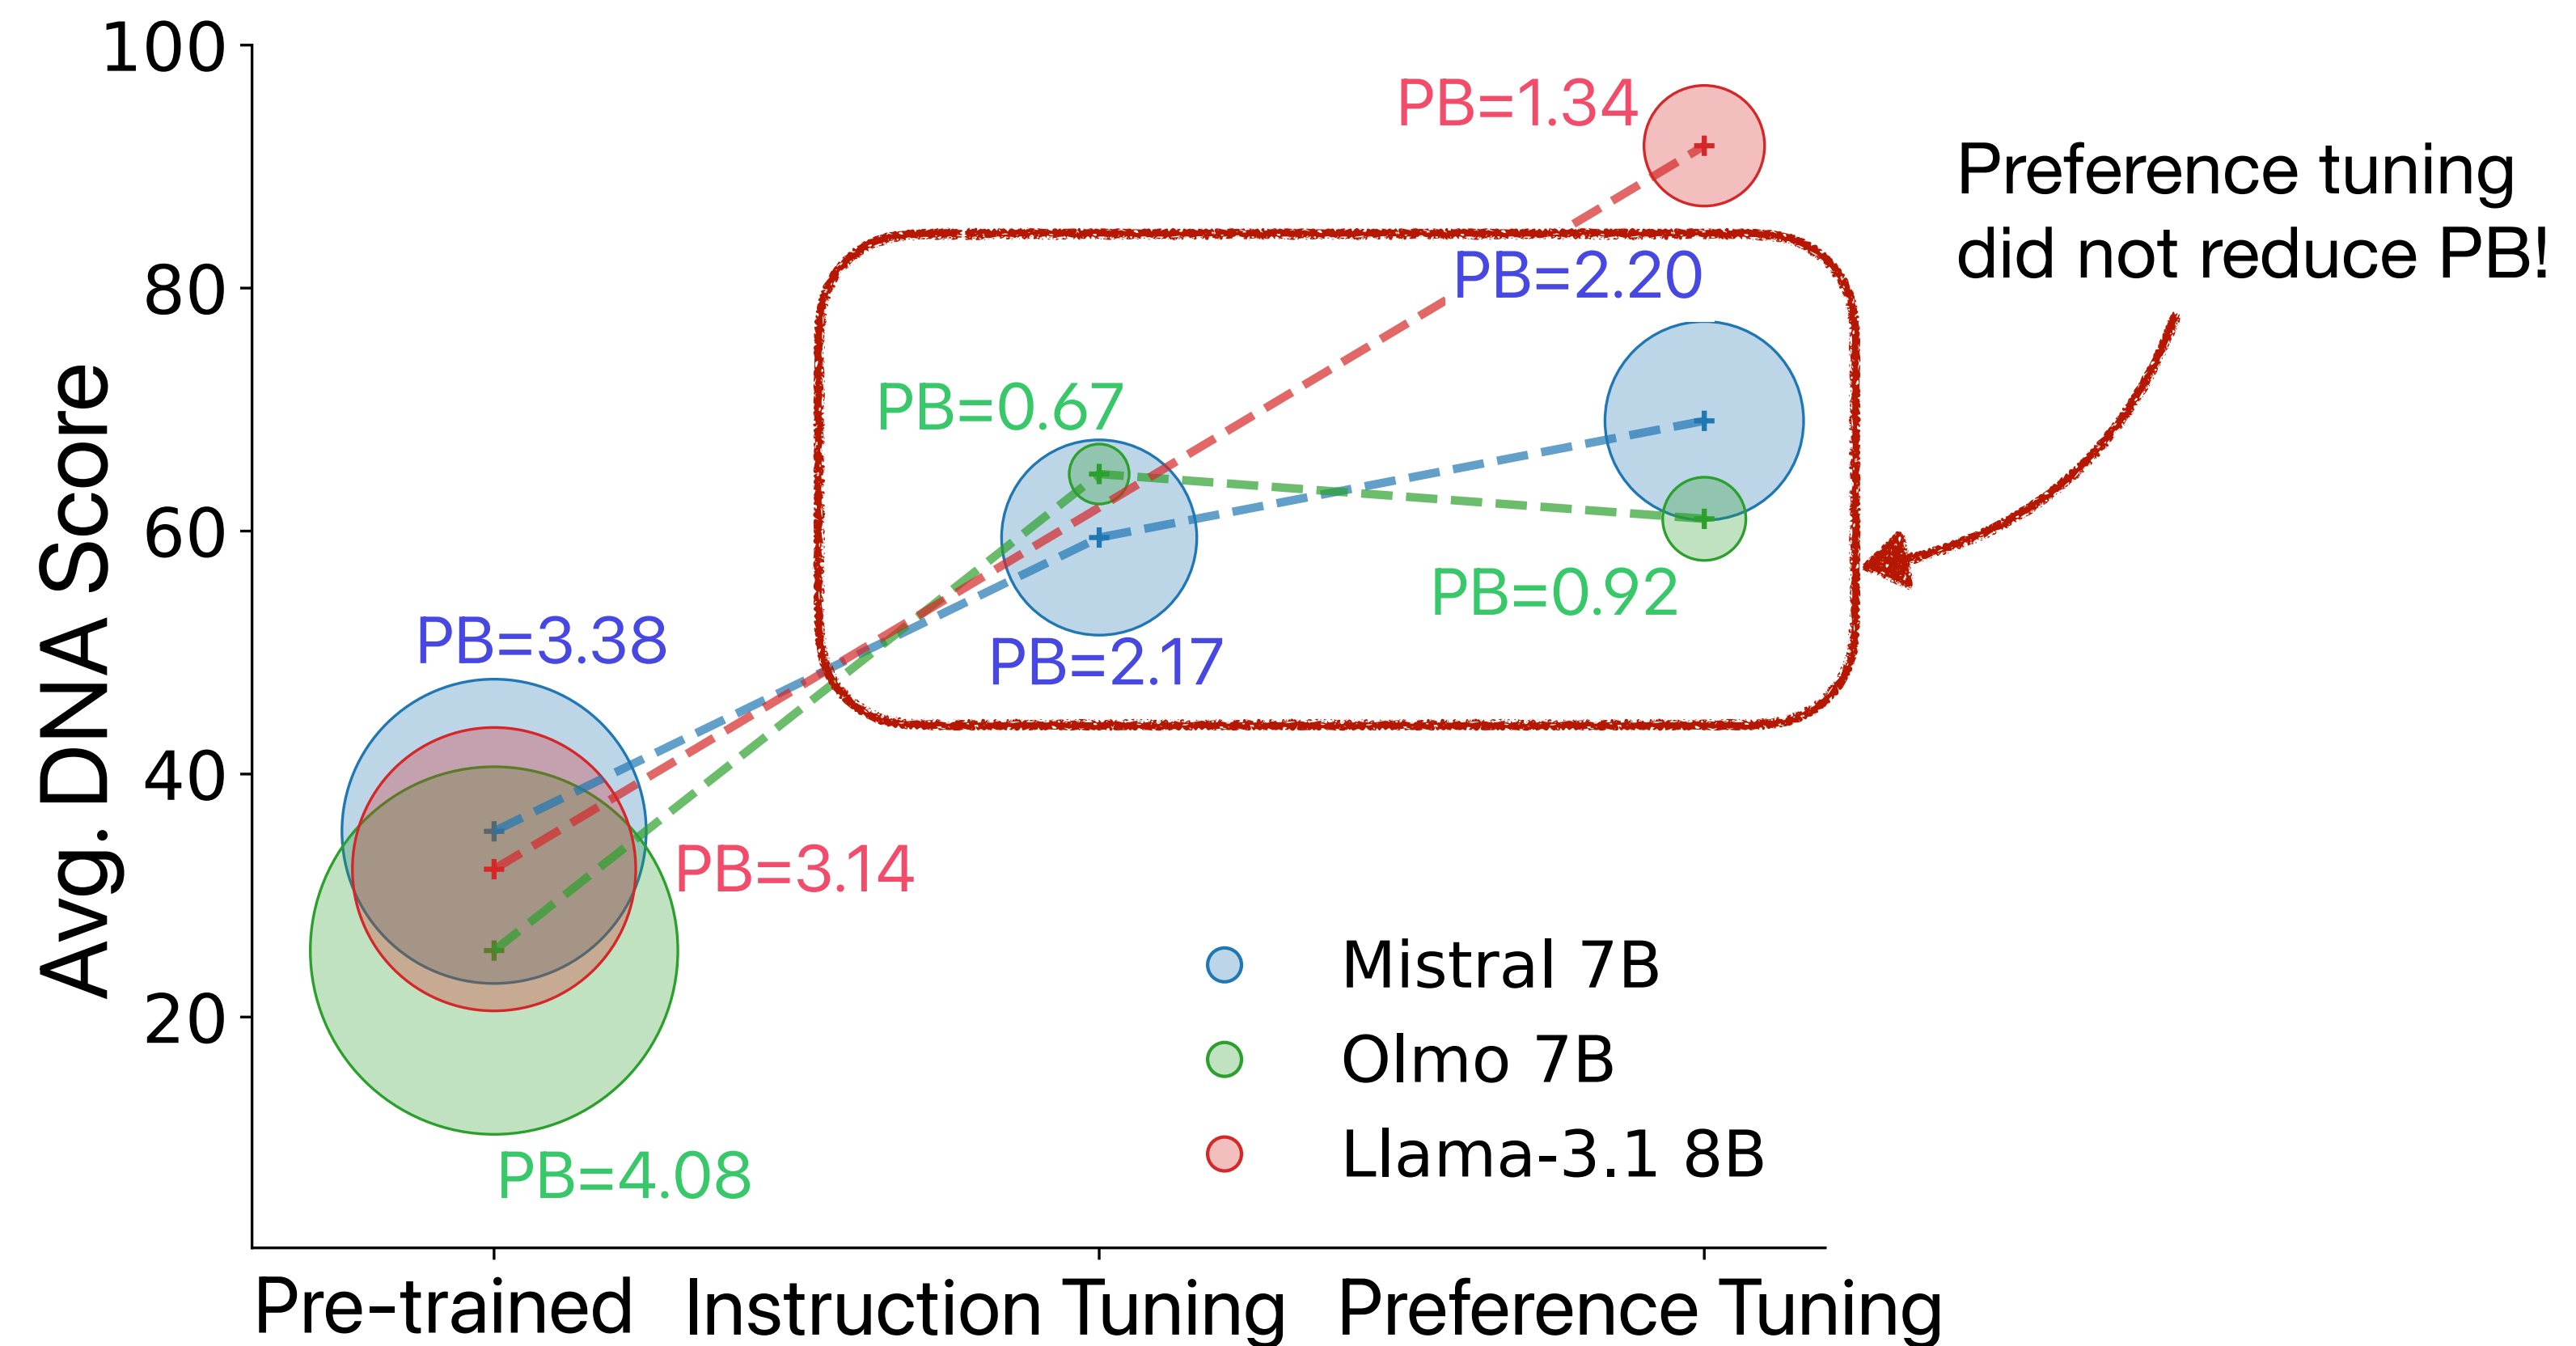 Avg. DNA Score
100
80
60
40
20
PB=1.34
PB=2.20
PB=0.67
PB=2.17
PB=0.92
PB=3.38
PB=3.14
PB=4.08
Preference tuning
did not reduce PB!
Mistral 7B
Olmo 7B
Llama-3.1 8B
Pre-trained
Instruction Tuning
Preference Tuning